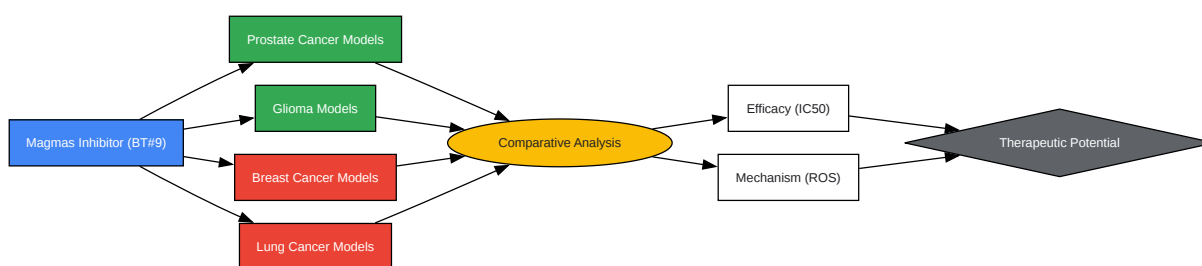 Prostate Cancer Models
Glioma Models
Magmas Inhibitor (BT#9)
Breast Cancer Models
Lung Cancer Models
Comparative Analysis
Efficacy (IC50)
Mechanism (ROS)
Therapeutic Potential